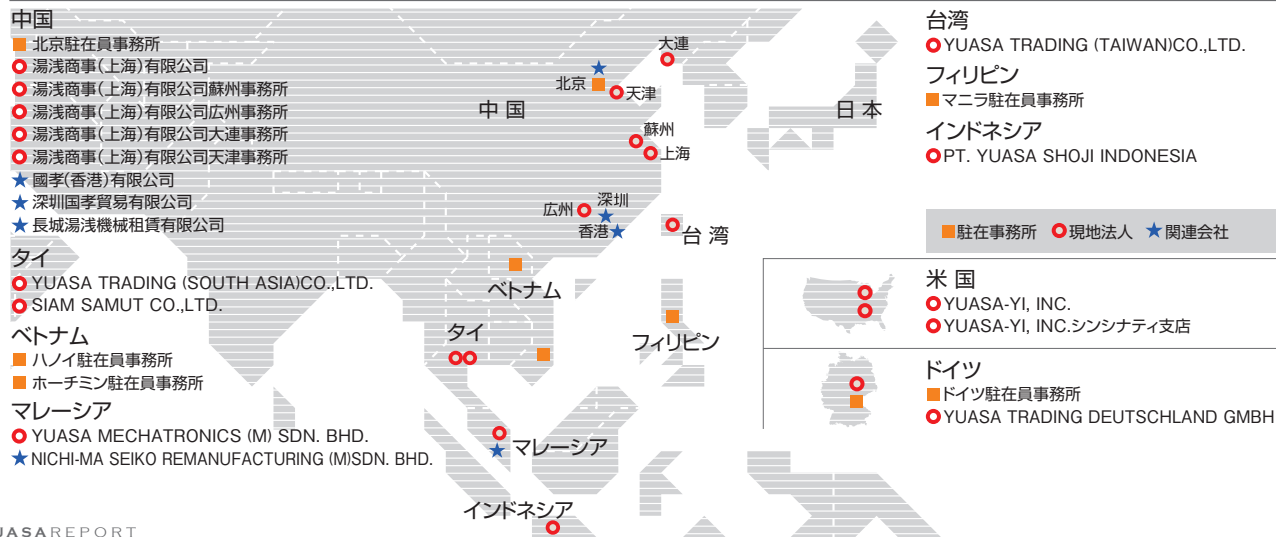 中国
北京駐在員事務所
湯浅商事(上海)有限公司
湯浅商事(上海)有限公司蘇州事務所
湯浅商事(上海)有限公司広州事務所
湯浅商事(上海)有限公司大連事務所
湯浅商事(上海)有限公司天津事務所
國孝(香港)有限公司
深圳国孝貿易有限公司
長城湯浅機械租賃有限公司
タイ
YUASA TRADING (SOUTH ASIA)CO.,LTD.
SIAM SAMUT CO.,LTD.
ベトナム
ハノイ駐在員事務所
ホーチミン駐在員事務所
マレーシア
YUASA MECHATRONICS (M) SDN. BHD.
NICHI-MA SEIKO REMANUFACTURING (M)SDN. BHD.
大連
北京
天津
中国
日本
蘇州
上海
広州
深圳
香港
台湾
ベトナム
タイ
フィリピン
マレーシア
インドネシア
台湾
YUASA TRADING (TAIWAN)CO.,LTD.
フィリピン
マニラ駐在員事務所
インドネシア
PT. YUASA SHOJI INDONESIA
駐在事務所 現地法人 関連会社
米国
YUASA-YI, INC.
YUASA-YI, INC.シンシナティ支店
ドイツ
ドイツ駐在員事務所
YUASA TRADING DEUTSCHLAND GMBH
UASAREPORT